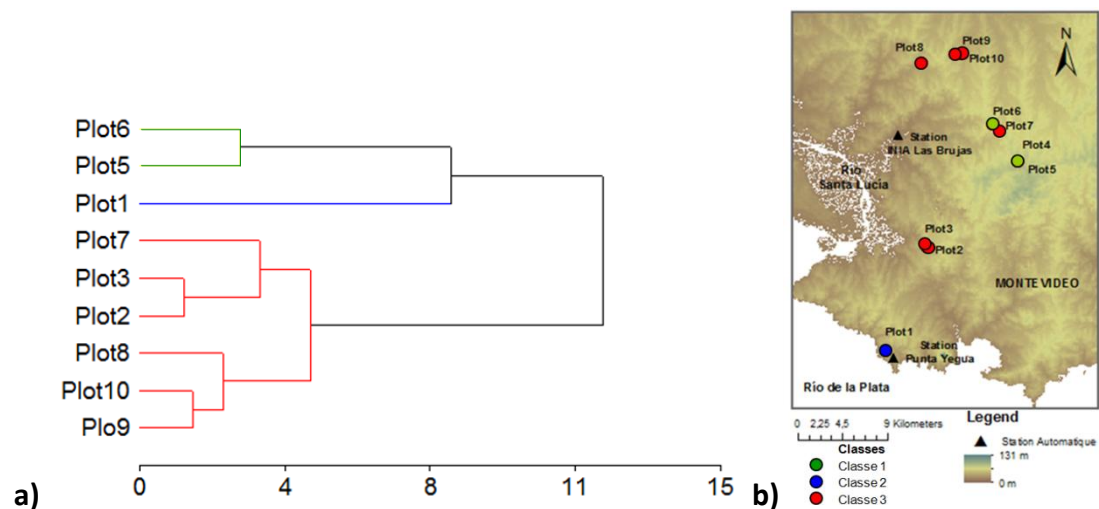 Plot6
Plot5
Plot1
Plot7
Plot3
Plot2
Plot8
Plot10
Plo9
0 4 8 11 15
a)
N
Plot9
Plot8
Plot10
Plot6
Plot7
Station
INIA Las Brujas
Plot4
Plot5
Río
Santa Lucia
Plot3
Plot2
MONTEVIDEO
Plot1
Station
Punta Yegua
Río de la Plata
0 2,25 4,5 9 Kilometers
Legend
Station Automatique
131 m
0 m
Classes
Classe 1
Classe 2
Classe 3
b)